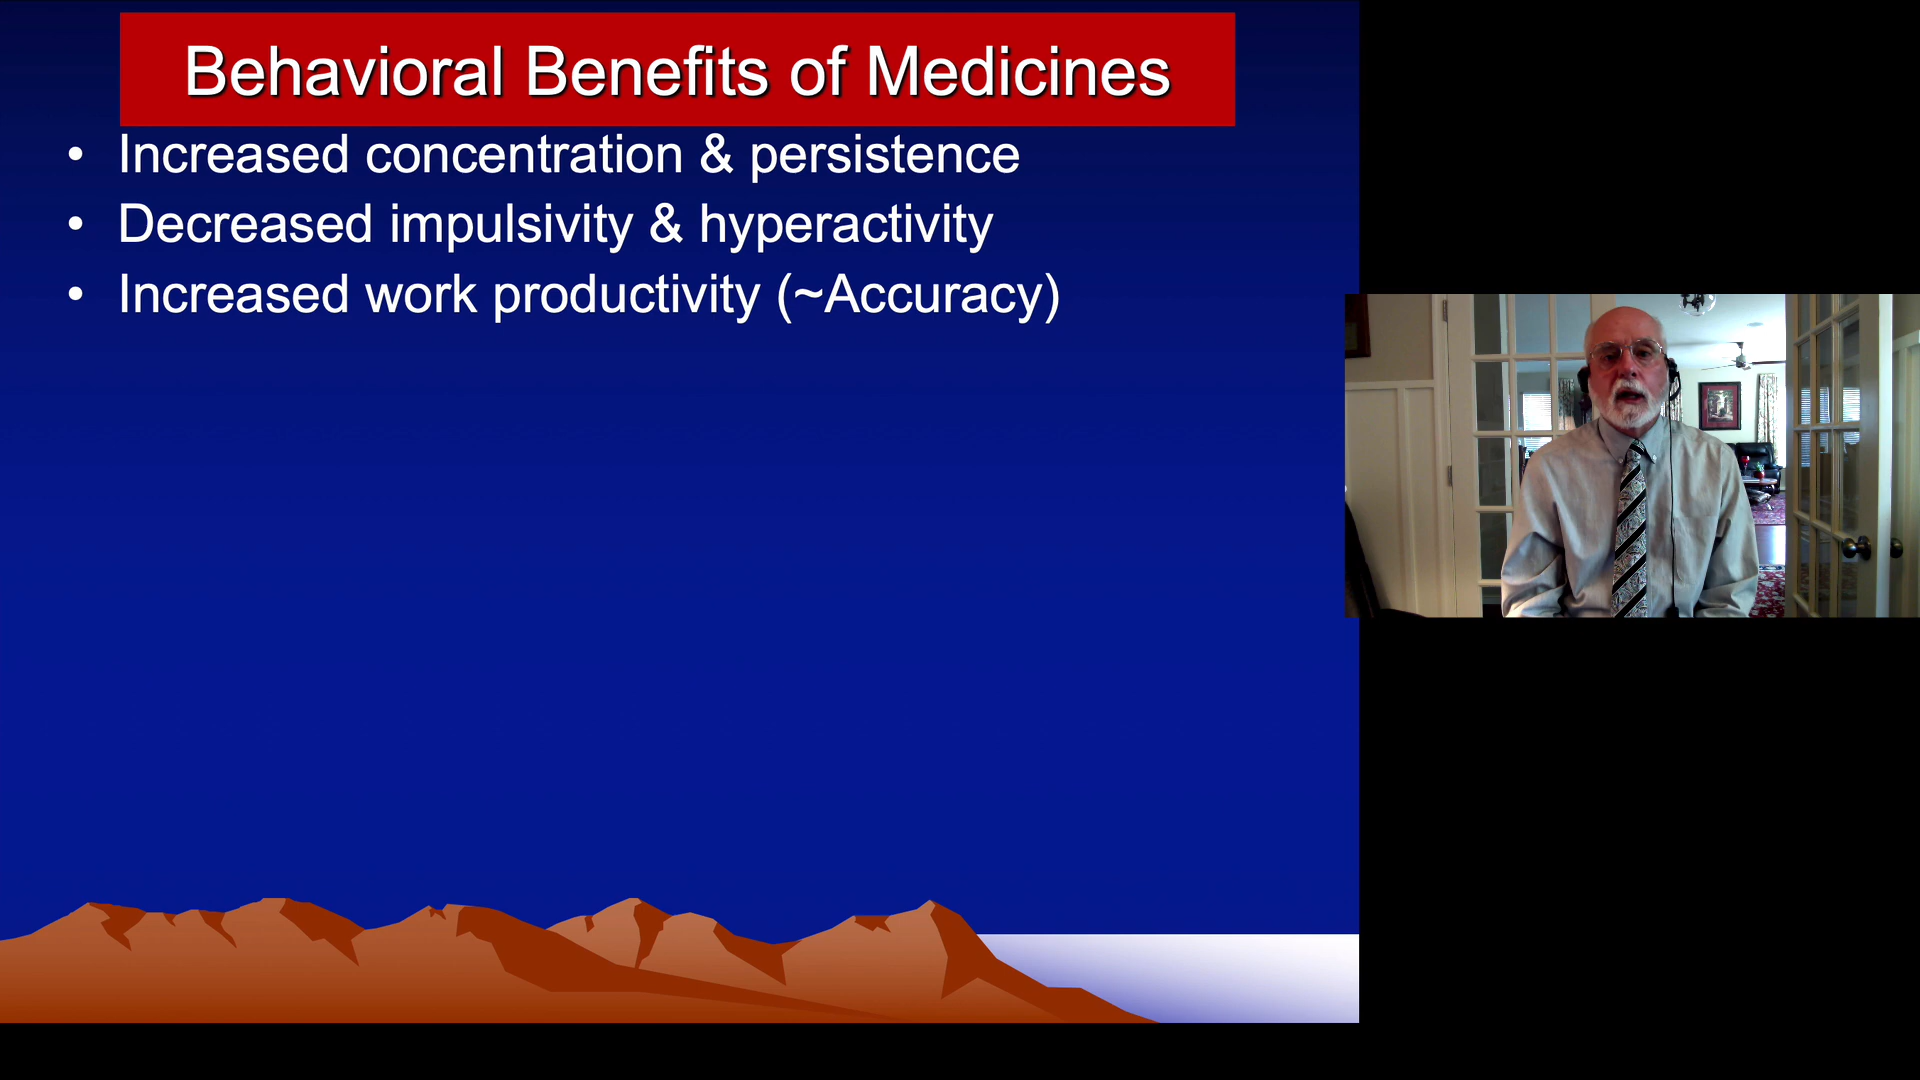 Behavioral Benefits of Medicines
• Increased concentration & persistence
• Decreased impulsivity & hyperactivity
• Increased work productivity (~Accuracy)